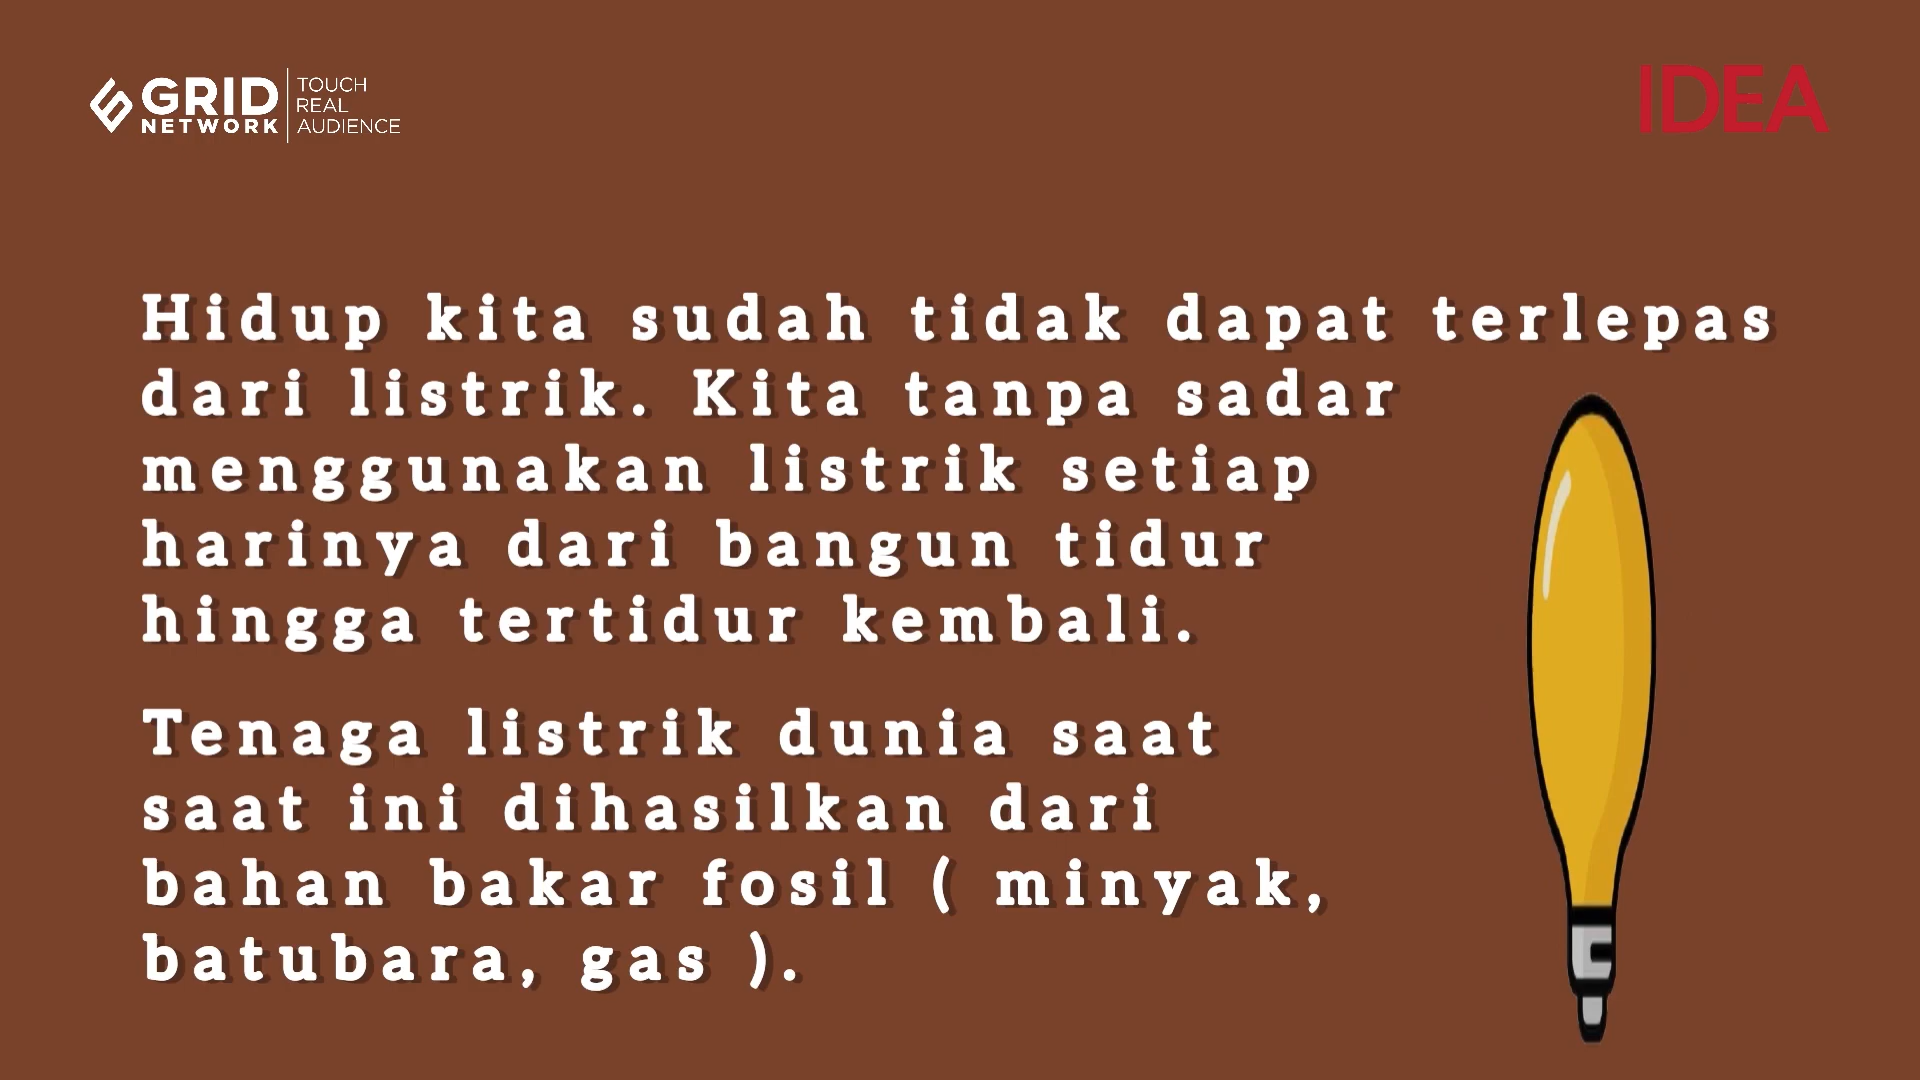 GRID
NETWORK
TOUCH
REAL
AUDIENCE
IDEA
Hidup kita sudah tidak dapat terlepas
dari listrik. Kita tanpa sadar
menggunakan listrik setiap
harinya dari bangun tidur
hingga tertidur kembali.
Tenaga listrik dunia saat
saat ini dihasilkan dari
bahan bakar fosil ( minyak,
batubara, gas ).